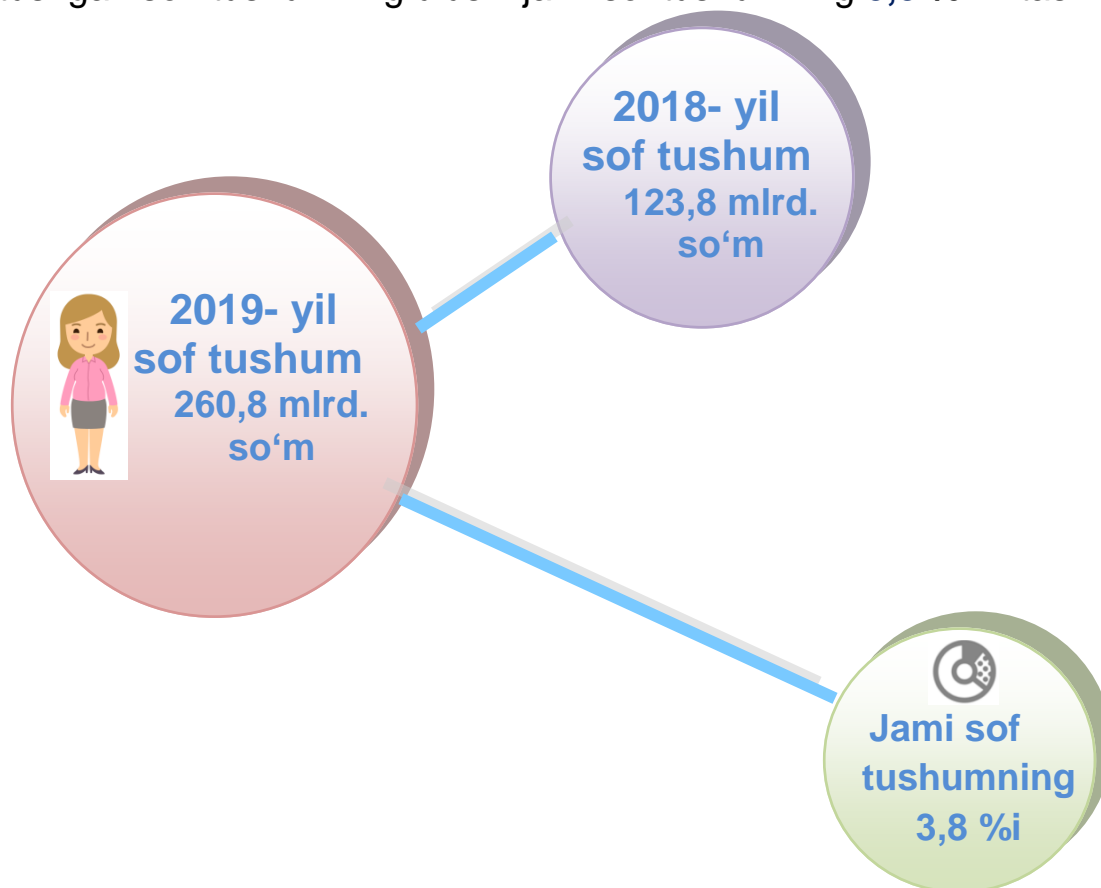 2018- yil
sof tushum
123,8 mlrd.
so‘m
2019- yil
sof tushum
260,8 mlrd.
so‘m
Jami sof
tushumning
3,8 %i